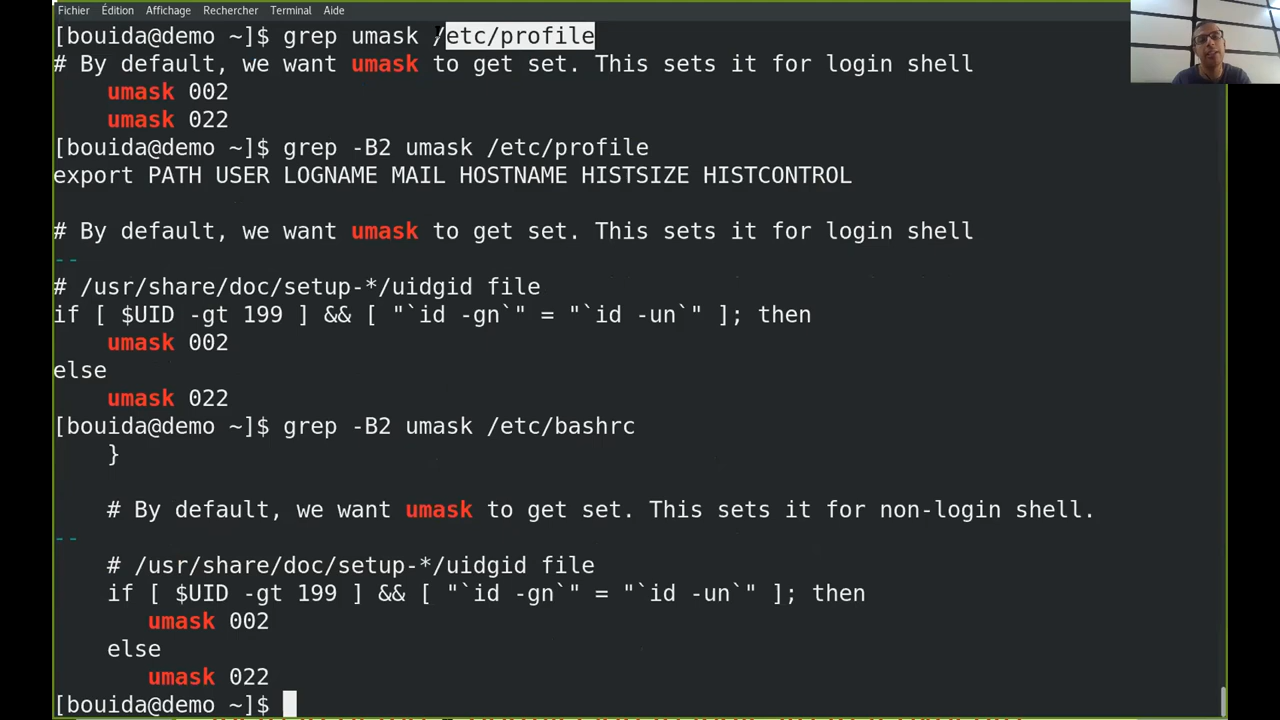 Fichier Édition Affichage Rechercher Terminal Aide
[bouida@demo ~]$ grep umask /etc/profile
# By default, we want umask to get set. This sets it for login shell
    umask 002
    umask 022
[bouida@demo ~]$ grep -B2 umask /etc/profile
export PATH USER LOGNAME MAIL HOSTNAME HISTSIZE HISTCONTROL

# By default, we want umask to get set. This sets it for login shell
--
# /usr/share/doc/setup-*/uidgid file
if [ $UID -gt 199 ] && [ "`id -gn`" = "`id -un`" ]; then
    umask 002
else
    umask 022
[bouida@demo ~]$ grep -B2 umask /etc/bashrc
    }

    # By default, we want umask to get set. This sets it for non-login shell.
--
    # /usr/share/doc/setup-*/uidgid file
    if [ $UID -gt 199 ] && [ "`id -gn`" = "`id -un`" ]; then
       umask 002
    else
       umask 022
[bouida@demo ~]$